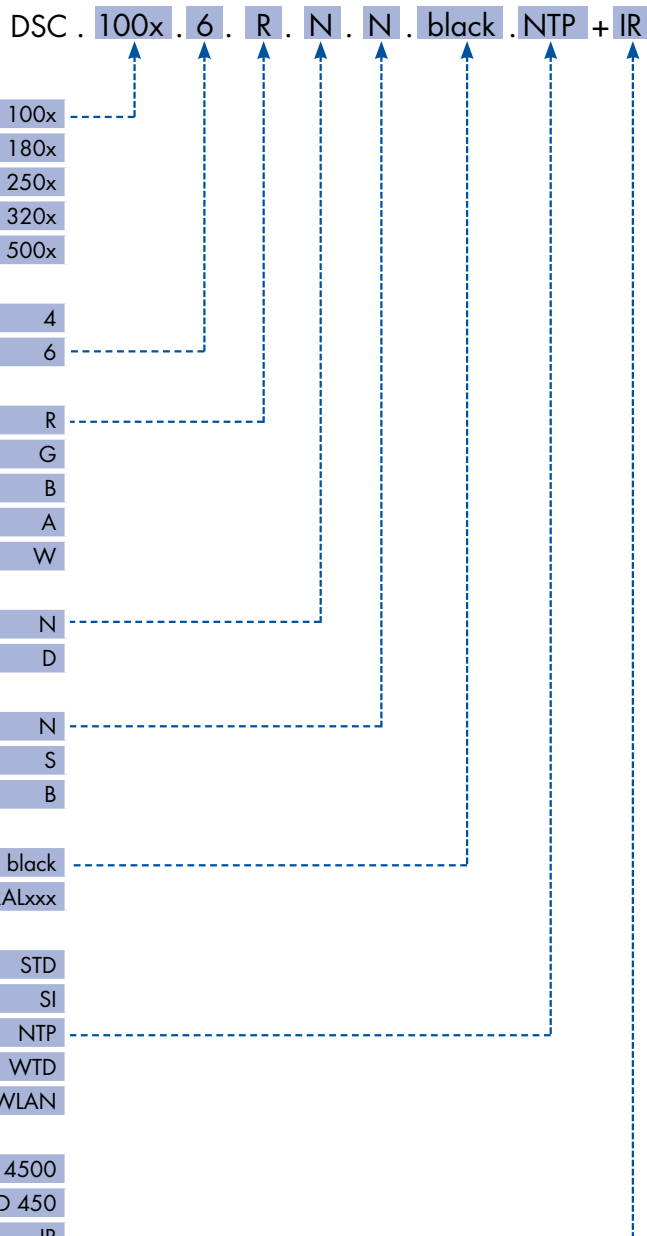 DSC . 100x . 6 . R . N . N . black . NTP + IR
100x
180x
250x
320x
500x
4
6
R
G
B
A
W
N
D
N
S
B
black
ALxxx
STD
SI
NTP
WTD
WLAN
4500
450
IR